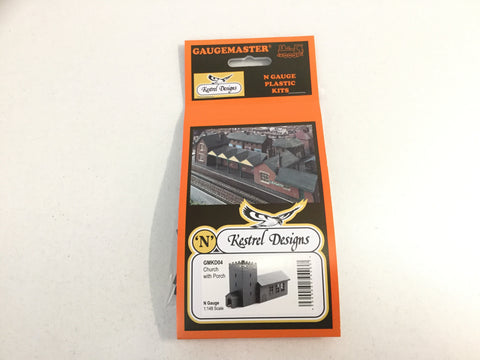 GAUGEMASTER®
Kestrel Designs
N GAUGE
PLASTIC
KITS
'N'
Kestrel Designs
GMKD04
Church
with Porch
N Gauge
1:148 Scale